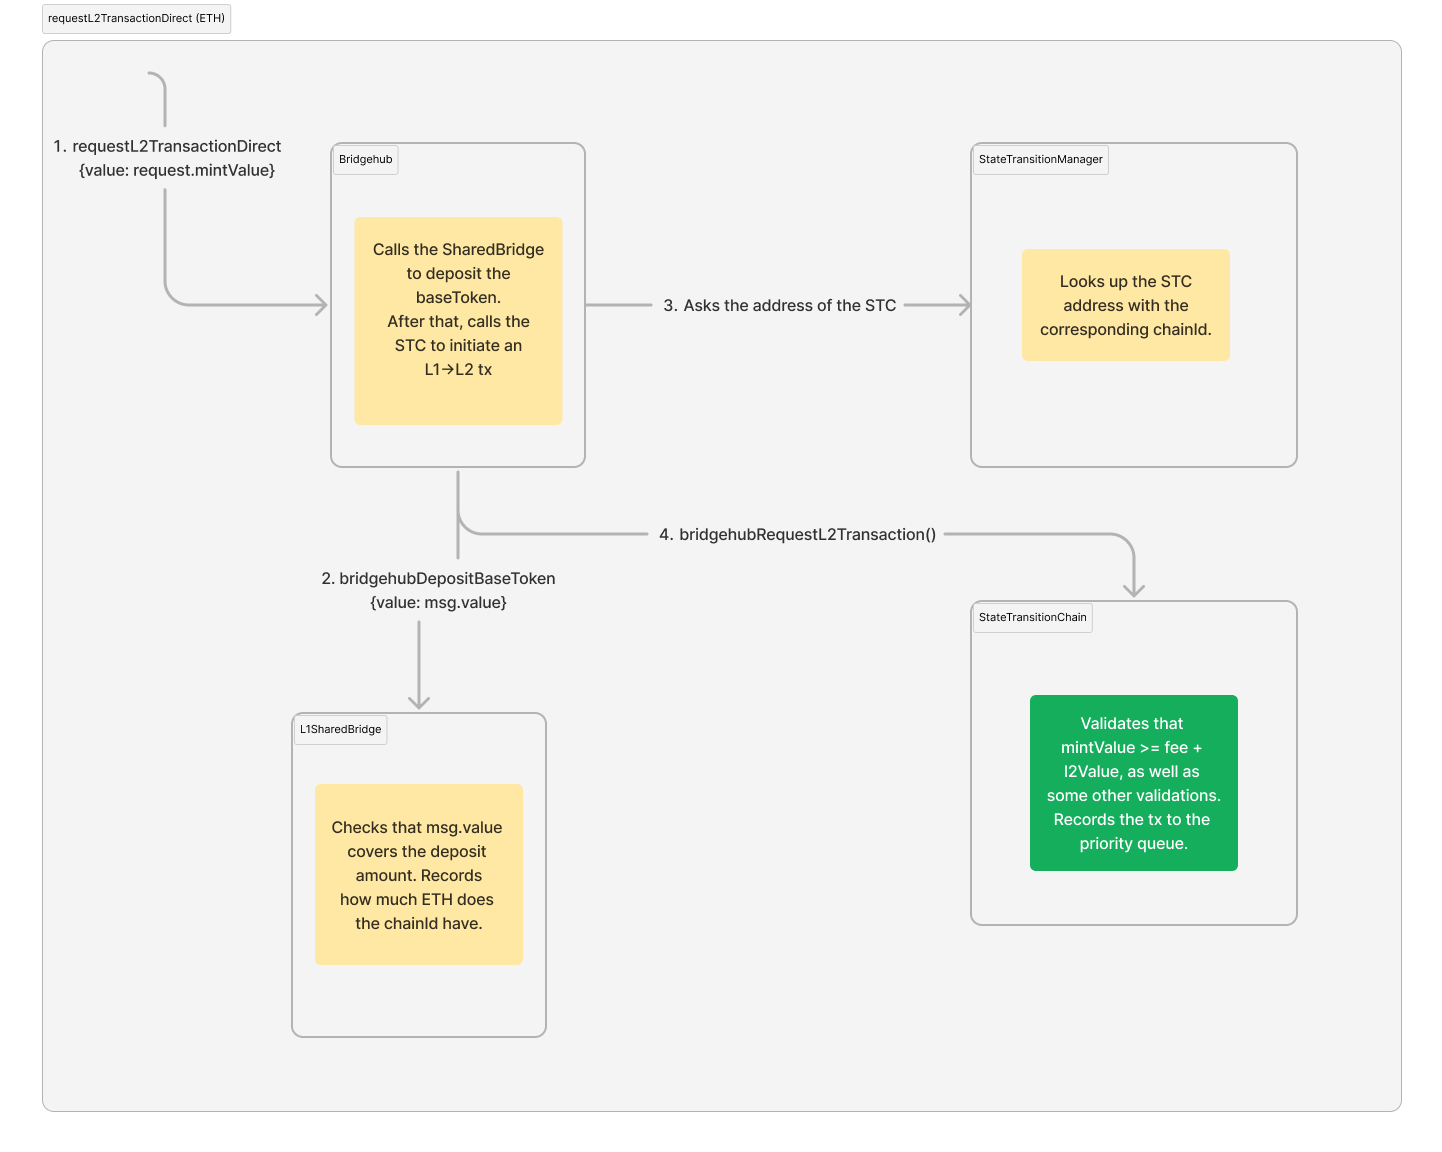 requestL2TransactionDirect (ETH)
1. requestL2TransactionDirect
{value: request.mintValue}
Bridgehub
Calls the SharedBridge
to deposit the
baseToken.
After that, calls the
STC to initiate an
L1→L2 tx
3. Asks the address of the STC
StateTransitionManager
Looks up the STC
address with the
corresponding chainId.
4. bridgehubRequestL2Transaction()
2. bridgehubDepositBaseToken
{value: msg.value}
StateTransitionChain
Validates that
mintValue >= fee +
l2Value, as well as
some other validations.
Records the tx to the
priority queue.
L1SharedBridge
Checks that msg.value
covers the deposit
amount. Records
how much ETH does
the chainId have.